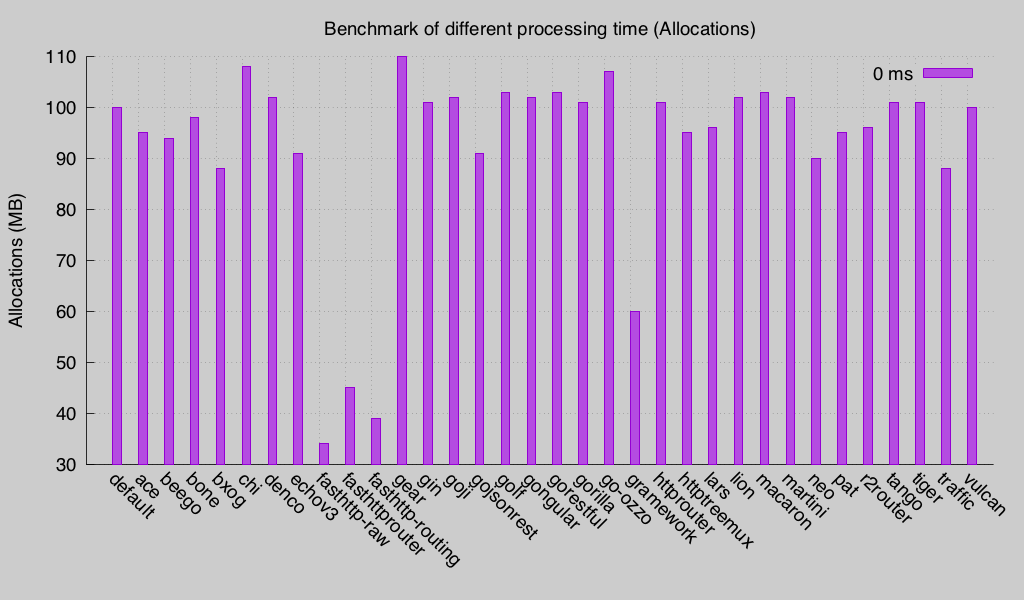 Benchmark of different processing time (Allocations)
0 ms
Allocations (MB)
110
100
90
80
70
60
50
40
30
default
ace
beego
bone
bxog
chi
denco
echov3
fasthttp-raw
fasthttprouter
fasthttp-routing
gear
gin
goji
gojsonrest
golf
gongular
gorestful
gorilla
go-ozzo
gramework
httprouter
httptreemux
lars
lion
macaron
martini
neo
pat
r2router
tango
tiger
traffic
vulcan